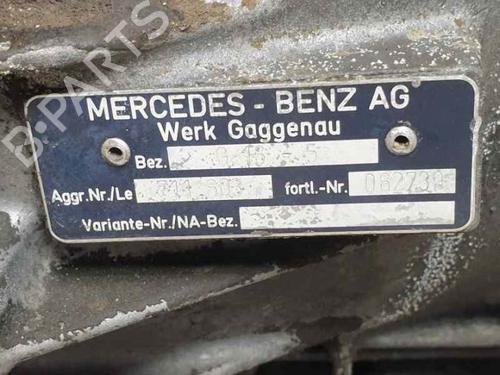 B-PARTS
MERCEDES - BENZ AG
Werk Gaggenau
Bez.
Aggr.Nr./Le fortl.-Nr. 062730
Variante-Nr./NA-Bez.